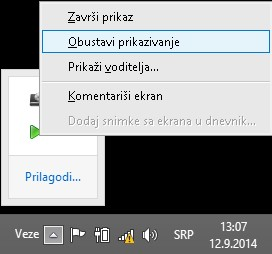 Završi prikaz
Obustavi prikazivanje
Prikaži voditelja...
Komentariši ekran
Dodaj snimke sa ekrana u dnevnik...
Prilagodi...
Veze
SRP
13:07
12.9.2014